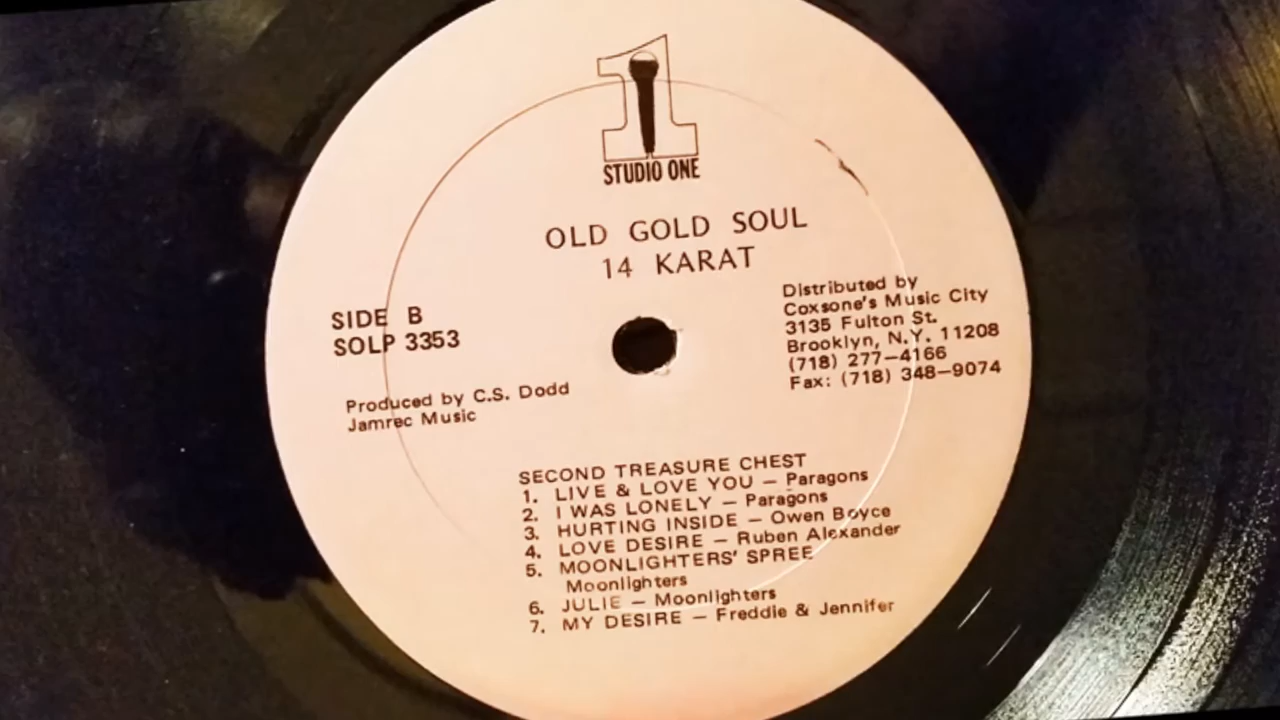 1
STUDIO ONE
OLD GOLD SOUL
14 KARAT
SIDE B
SOLP 3353
Produced by C.S. Dodd
Jamrec Music
Distributed by
Coxsone's Music City
3135 Fulton St.
Brooklyn, N.Y. 11208
(718) 277–4166
Fax: (718) 348–9074
SECOND TREASURE CHEST
1. LIVE & LOVE YOU – Paragons
2. I WAS LONELY – Paragons
3. HURTING INSIDE – Owen Boyce
4. LOVE DESIRE – Ruben Alexander
5. MOONLIGHTERS' SPREE
Moonlighters
6. JULIE – Moonlighters
7. MY DESIRE – Freddie & Jennifer